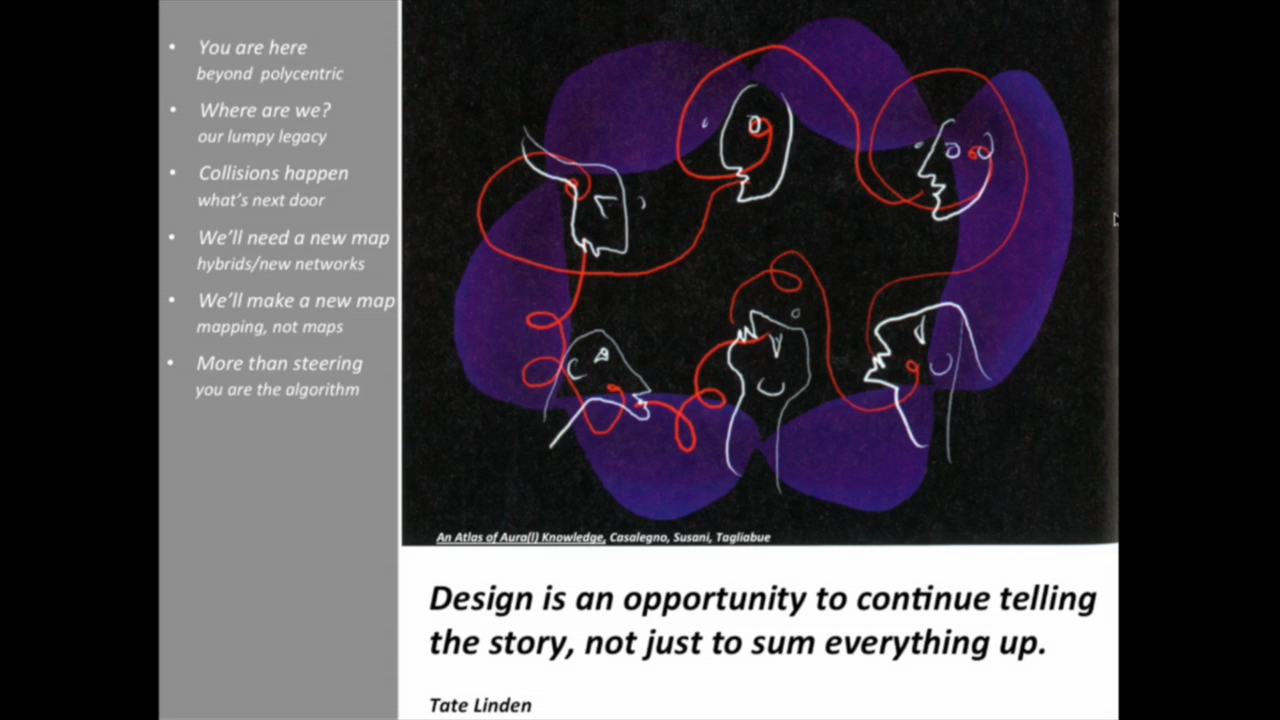 • You are here
beyond polycentric
• Where are we?
our lumpy legacy
• Collisions happen
what's next door
• We'll need a new map
hybrids/new networks
• We'll make a new map
mapping, not maps
• More than steering
you are the algorithm
An Atlas of Aura(l) Knowledge, Casalegno, Susani, Tagliabue
Design is an opportunity to continue telling
the story, not just to sum everything up.
Tate Linden